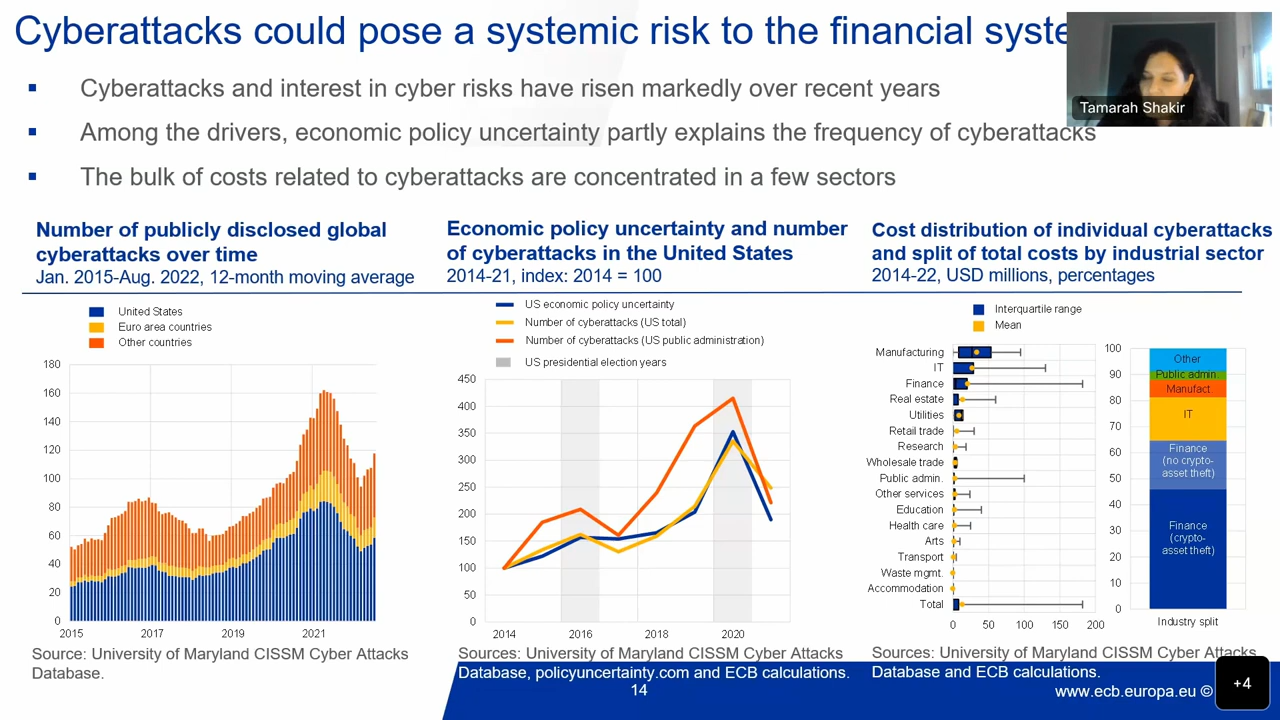 Cyberattacks could pose a systemic risk to the financial syste
Tamarah Shakir
Cyberattacks and interest in cyber risks have risen markedly over recent years
Among the drivers, economic policy uncertainty partly explains the frequency of cyberattacks
The bulk of costs related to cyberattacks are concentrated in a few sectors
Number of publicly disclosed global
cyberattacks over time
Jan. 2015-Aug. 2022, 12-month moving average
United States
Euro area countries
Other countries
180
160
140
120
100
80
60
40
20
0
2015 2017 2019 2021
Source: University of Maryland CISSM Cyber Attacks
Database.
Economic policy uncertainty and number
of cyberattacks in the United States
2014-21, index: 2014 = 100
US economic policy uncertainty
Number of cyberattacks (US total)
Number of cyberattacks (US public administration)
US presidential election years
450
400
350
300
250
200
150
100
50
0
2014 2016 2018 2020
Sources: University of Maryland CISSM Cyber Attacks
Database, policyuncertainty.com and ECB calculations.
Cost distribution of individual cyberattacks
and split of total costs by industrial sector
2014-22, USD millions, percentages
Interquartile range
Mean
Manufacturing
IT
Finance
Real estate
Utilities
Retail trade
Research
Wholesale trade
Public admin.
Other services
Education
Health care
Arts
Transport
Waste mgmt.
Accommodation
Total
0 50 100 150 200
100
90
80
70
60
50
40
30
20
10
0
Other
Public admin.
Manufact
IT
Finance
(no crypto-
asset theft)
Finance
(crypto-
asset theft)
Industry split
Sources: University of Maryland CISSM Cyber Attacks
Database and ECB calculations.
14
www.ecb.europa.eu ©
+4